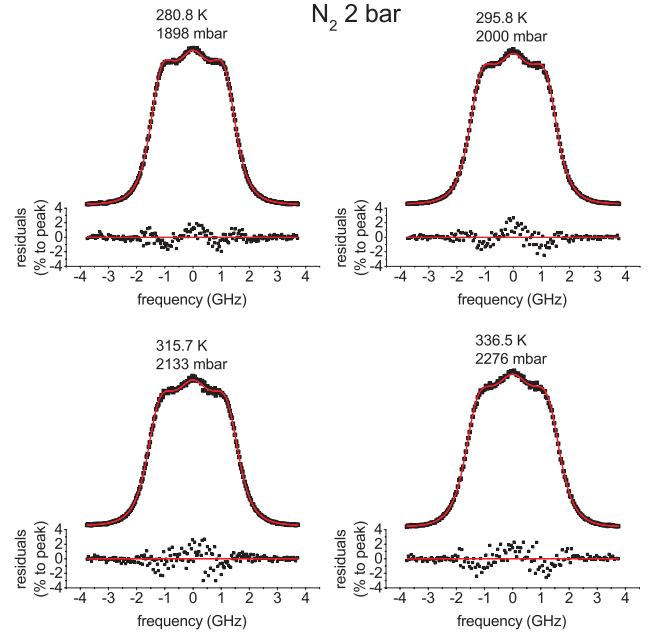 N2 2 bar
280.8 K
1898 mbar
residuals
(% to peak)
4
2
0
-2
-4
-4 -3 -2 -1 0 1 2 3 4
frequency (GHz)
295.8 K
2000 mbar
residuals
(% to peak)
4
2
0
-2
-4
-4 -3 -2 -1 0 1 2 3 4
frequency (GHz)
315.7 K
2133 mbar
residuals
(% to peak)
4
2
0
-2
-4
-4 -3 -2 -1 0 1 2 3 4
frequency (GHz)
336.5 K
2276 mbar
residuals
(% to peak)
4
2
0
-2
-4
-4 -3 -2 -1 0 1 2 3 4
frequency (GHz)